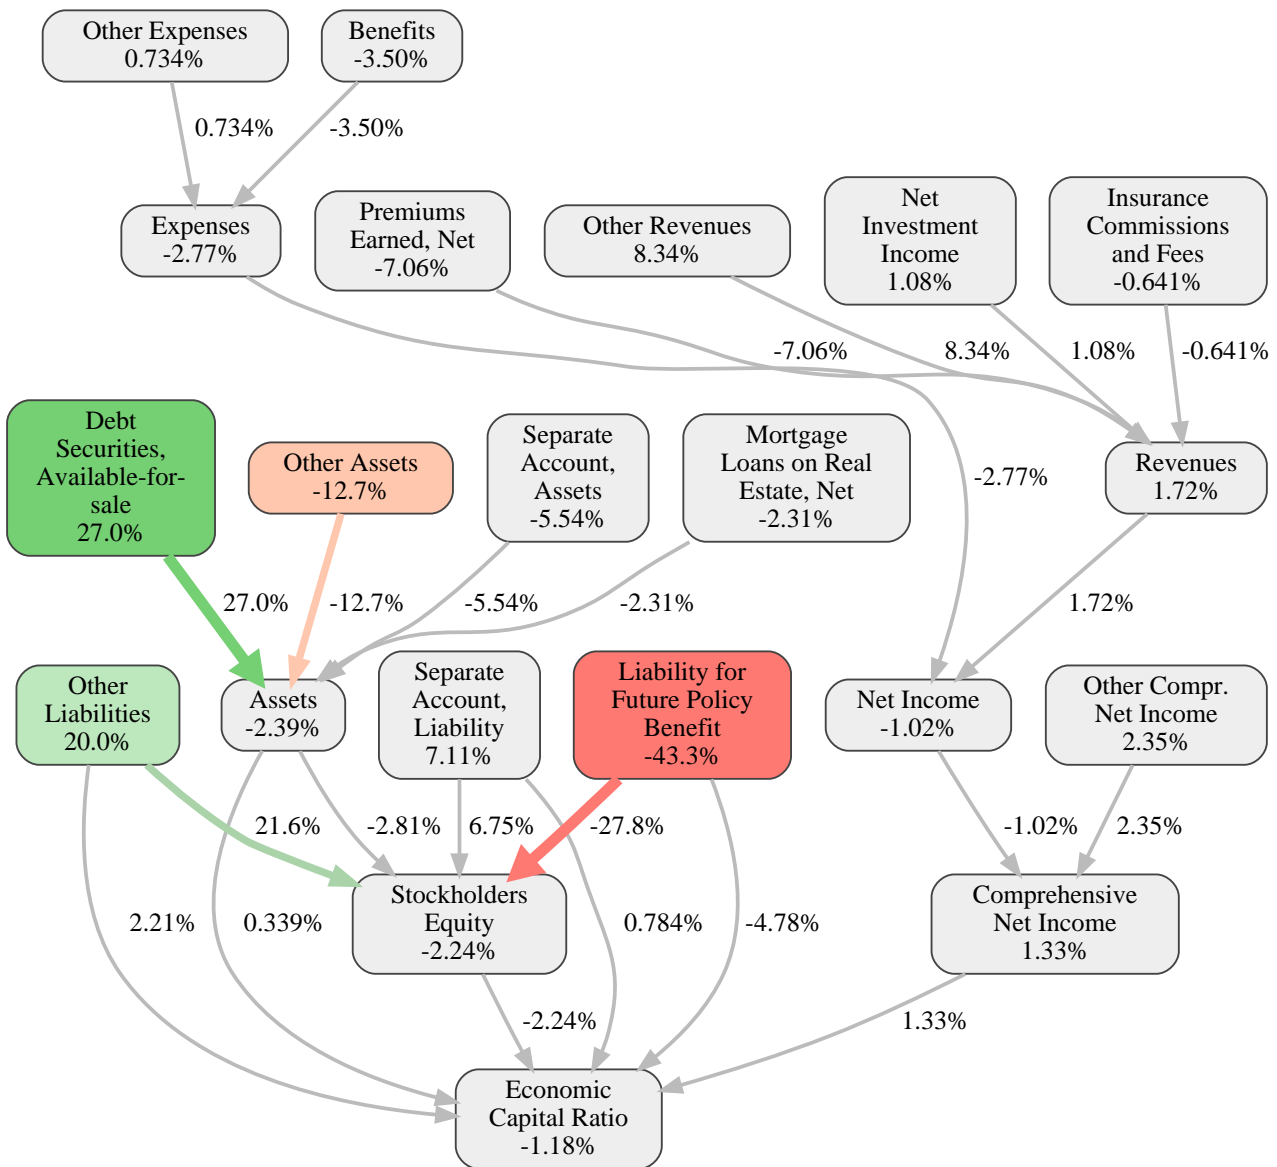 Other Expenses
0.734%
Benefits
-3.50%
0.734%
-3.50%
Expenses
-2.77%
Premiums
Earned, Net
-7.06%
Other Revenues
8.34%
Net
Investment
Income
1.08%
Insurance
Commissions
and Fees
-0.641%
-7.06%
8.34%
1.08%
-0.641%
Debt
Securities,
Available-for-
sale
27.0%
Other Assets
-12.7%
Separate
Account,
Assets
-5.54%
Mortgage
Loans on Real
Estate, Net
-2.31%
-2.77%
Revenues
1.72%
27.0%
-12.7%
-5.54%
-2.31%
1.72%
Other
Liabilities
20.0%
Assets
-2.39%
Separate
Account,
Liability
7.11%
Liability for
Future Policy
Benefit
-43.3%
Net Income
-1.02%
Other Compr.
Net Income
2.35%
21.6%
-2.81%
6.75%
-27.8%
-1.02%
2.35%
2.21%
0.339%
Stockholders
Equity
-2.24%
0.784%
-4.78%
Comprehensive
Net Income
1.33%
-2.24%
1.33%
Economic
Capital Ratio
-1.18%